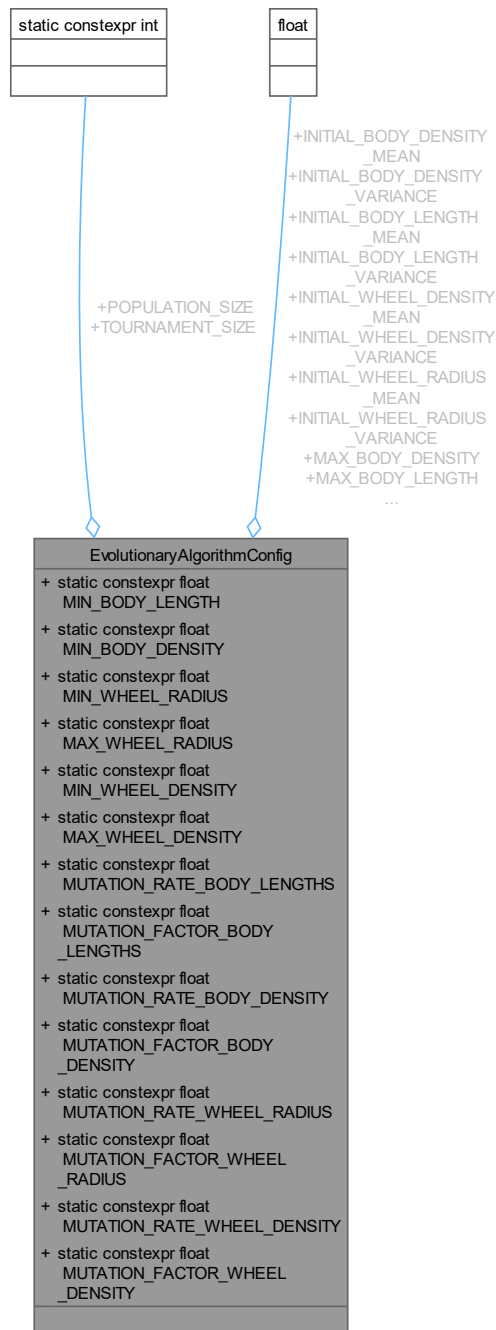 static constexpr int
float
+INITIAL_BODY_DENSITY
_MEAN
+INITIAL_BODY_DENSITY
_VARIANCE
+INITIAL_BODY_LENGTH
_MEAN
+INITIAL_BODY_LENGTH
_VARIANCE
+INITIAL_WHEEL_DENSITY
_MEAN
+INITIAL_WHEEL_DENSITY
_VARIANCE
+INITIAL_WHEEL_RADIUS
_MEAN
+INITIAL_WHEEL_RADIUS
_VARIANCE
+MAX_BODY_DENSITY
+MAX_BODY_LENGTH
...
+POPULATION_SIZE
+TOURNAMENT_SIZE
EvolutionaryAlgorithmConfig
+ static constexpr float
MIN_BODY_LENGTH
+ static constexpr float
MIN_BODY_DENSITY
+ static constexpr float
MIN_WHEEL_RADIUS
+ static constexpr float
MAX_WHEEL_RADIUS
+ static constexpr float
MIN_WHEEL_DENSITY
+ static constexpr float
MAX_WHEEL_DENSITY
+ static constexpr float
MUTATION_RATE_BODY_LENGTHS
+ static constexpr float
MUTATION_FACTOR_BODY
_LENGTHS
+ static constexpr float
MUTATION_RATE_BODY_DENSITY
+ static constexpr float
MUTATION_FACTOR_BODY
_DENSITY
+ static constexpr float
MUTATION_RATE_WHEEL_RADIUS
+ static constexpr float
MUTATION_FACTOR_WHEEL
_RADIUS
+ static constexpr float
MUTATION_RATE_WHEEL_DENSITY
+ static constexpr float
MUTATION_FACTOR_WHEEL
_DENSITY